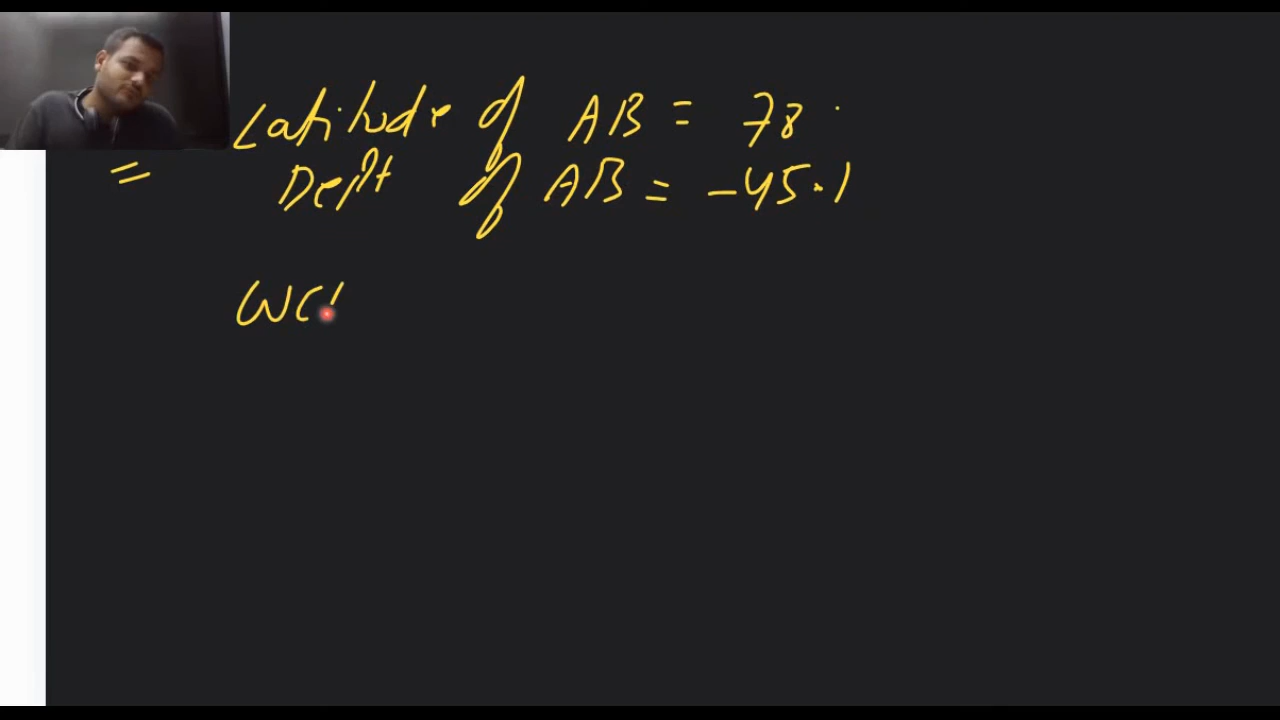 Latitude of AB = 78
= Dept of AB = -45.1
WC